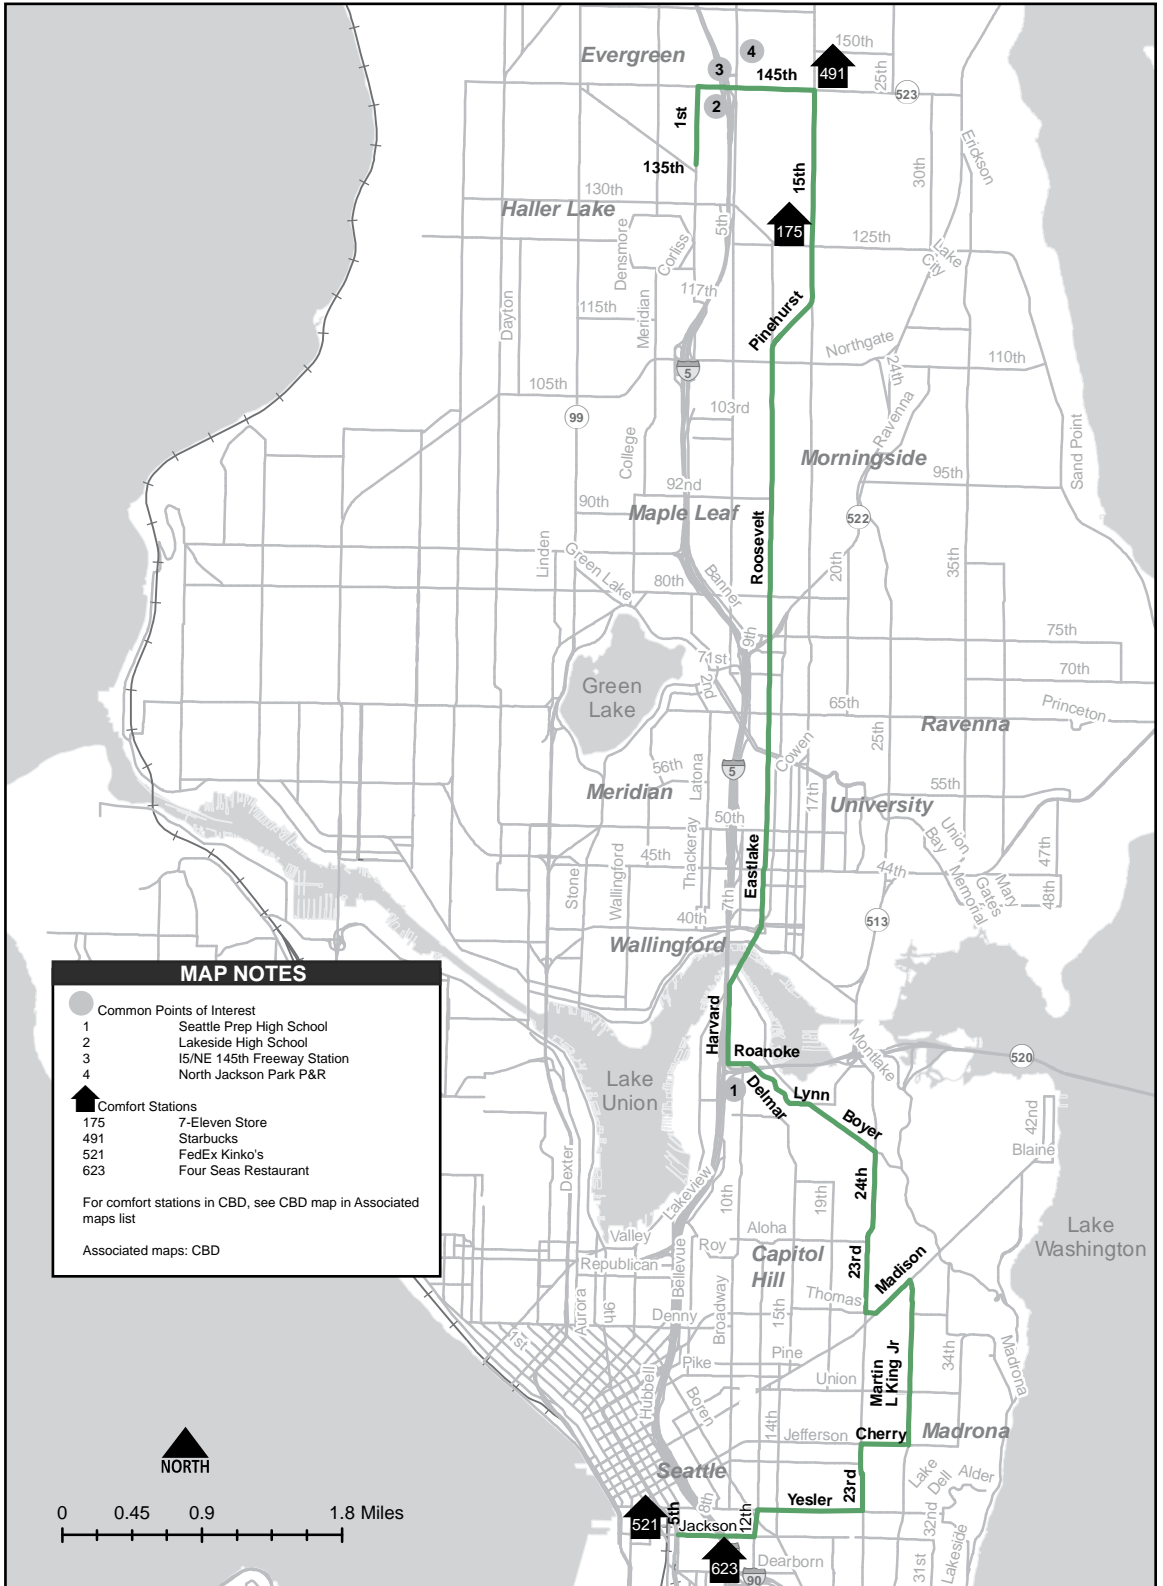 Evergreen
4
150th
3
145th
491
25th
523
2
1st
135th
15th
30th
Erickson
130th
Haller Lake
5th
175
125th
Densmore
Corliss
Lake
City
117th
115th
Meridian
Dayton
Pinehurst
Northgate
24th
110th
5
105th
99
103rd
Ravenna
College
Morningside
Sand Point
92nd
95th
90th
Maple Leaf
522
Roosevelt
Linden
Green Lake
80th
Banner
20th
35th
9th
75th
71st
2nd
70th
Green
Lake
65th
Princeton
25th
Ravenna
Cowen
56th
Latona
5
Meridian
17th
55th
University
50th
Thackeray
Eastlake
Union
Bay
Memorial
47th
45th
Stone
Wallingford
44th
Mary
Gates
48th
7th
40th
513
Wallingford
MAP NOTES
Common Points of Interest
1 Seattle Prep High School
2 Lakeside High School
3 I5/NE 145th Freeway Station
4 North Jackson Park P&R
Comfort Stations
175 7-Eleven Store
491 Starbucks
521 FedEx Kinko's
623 Four Seas Restaurant
For comfort stations in CBD, see CBD map in Associated
maps list
Associated maps: CBD
Harvard
Roanoke
Montlake
520
Lake
Union
1
Delmar
Lynn
Boyer
42nd
Blaine
Dexter
Lakeview
10th
19th
24th
Lake
Washington
Valley
Roy
Aloha
Republican
Bellevue
Capitol
Hill
23rd
Madison
Aurora
9th
Denny
Broadway
15th
Thomas
1st
Pike
Pine
Martin
L King Jr
34th
Madrona
Union
Hubbell
Boren
14th
Jefferson
Cherry
Madrona
NORTH
Seattle
Lake
Dell
Alder
23rd
8th
Yesler
0 0.45 0.9 1.8 Miles
521
5th
Jackson
12th
32nd
Lakeside
623
90
Dearborn
31st